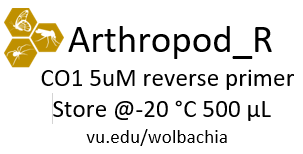 Arthropod_R
CO1 5uM reverse primer
Store @-20 °C 500 µL
vu.edu/wolbachia